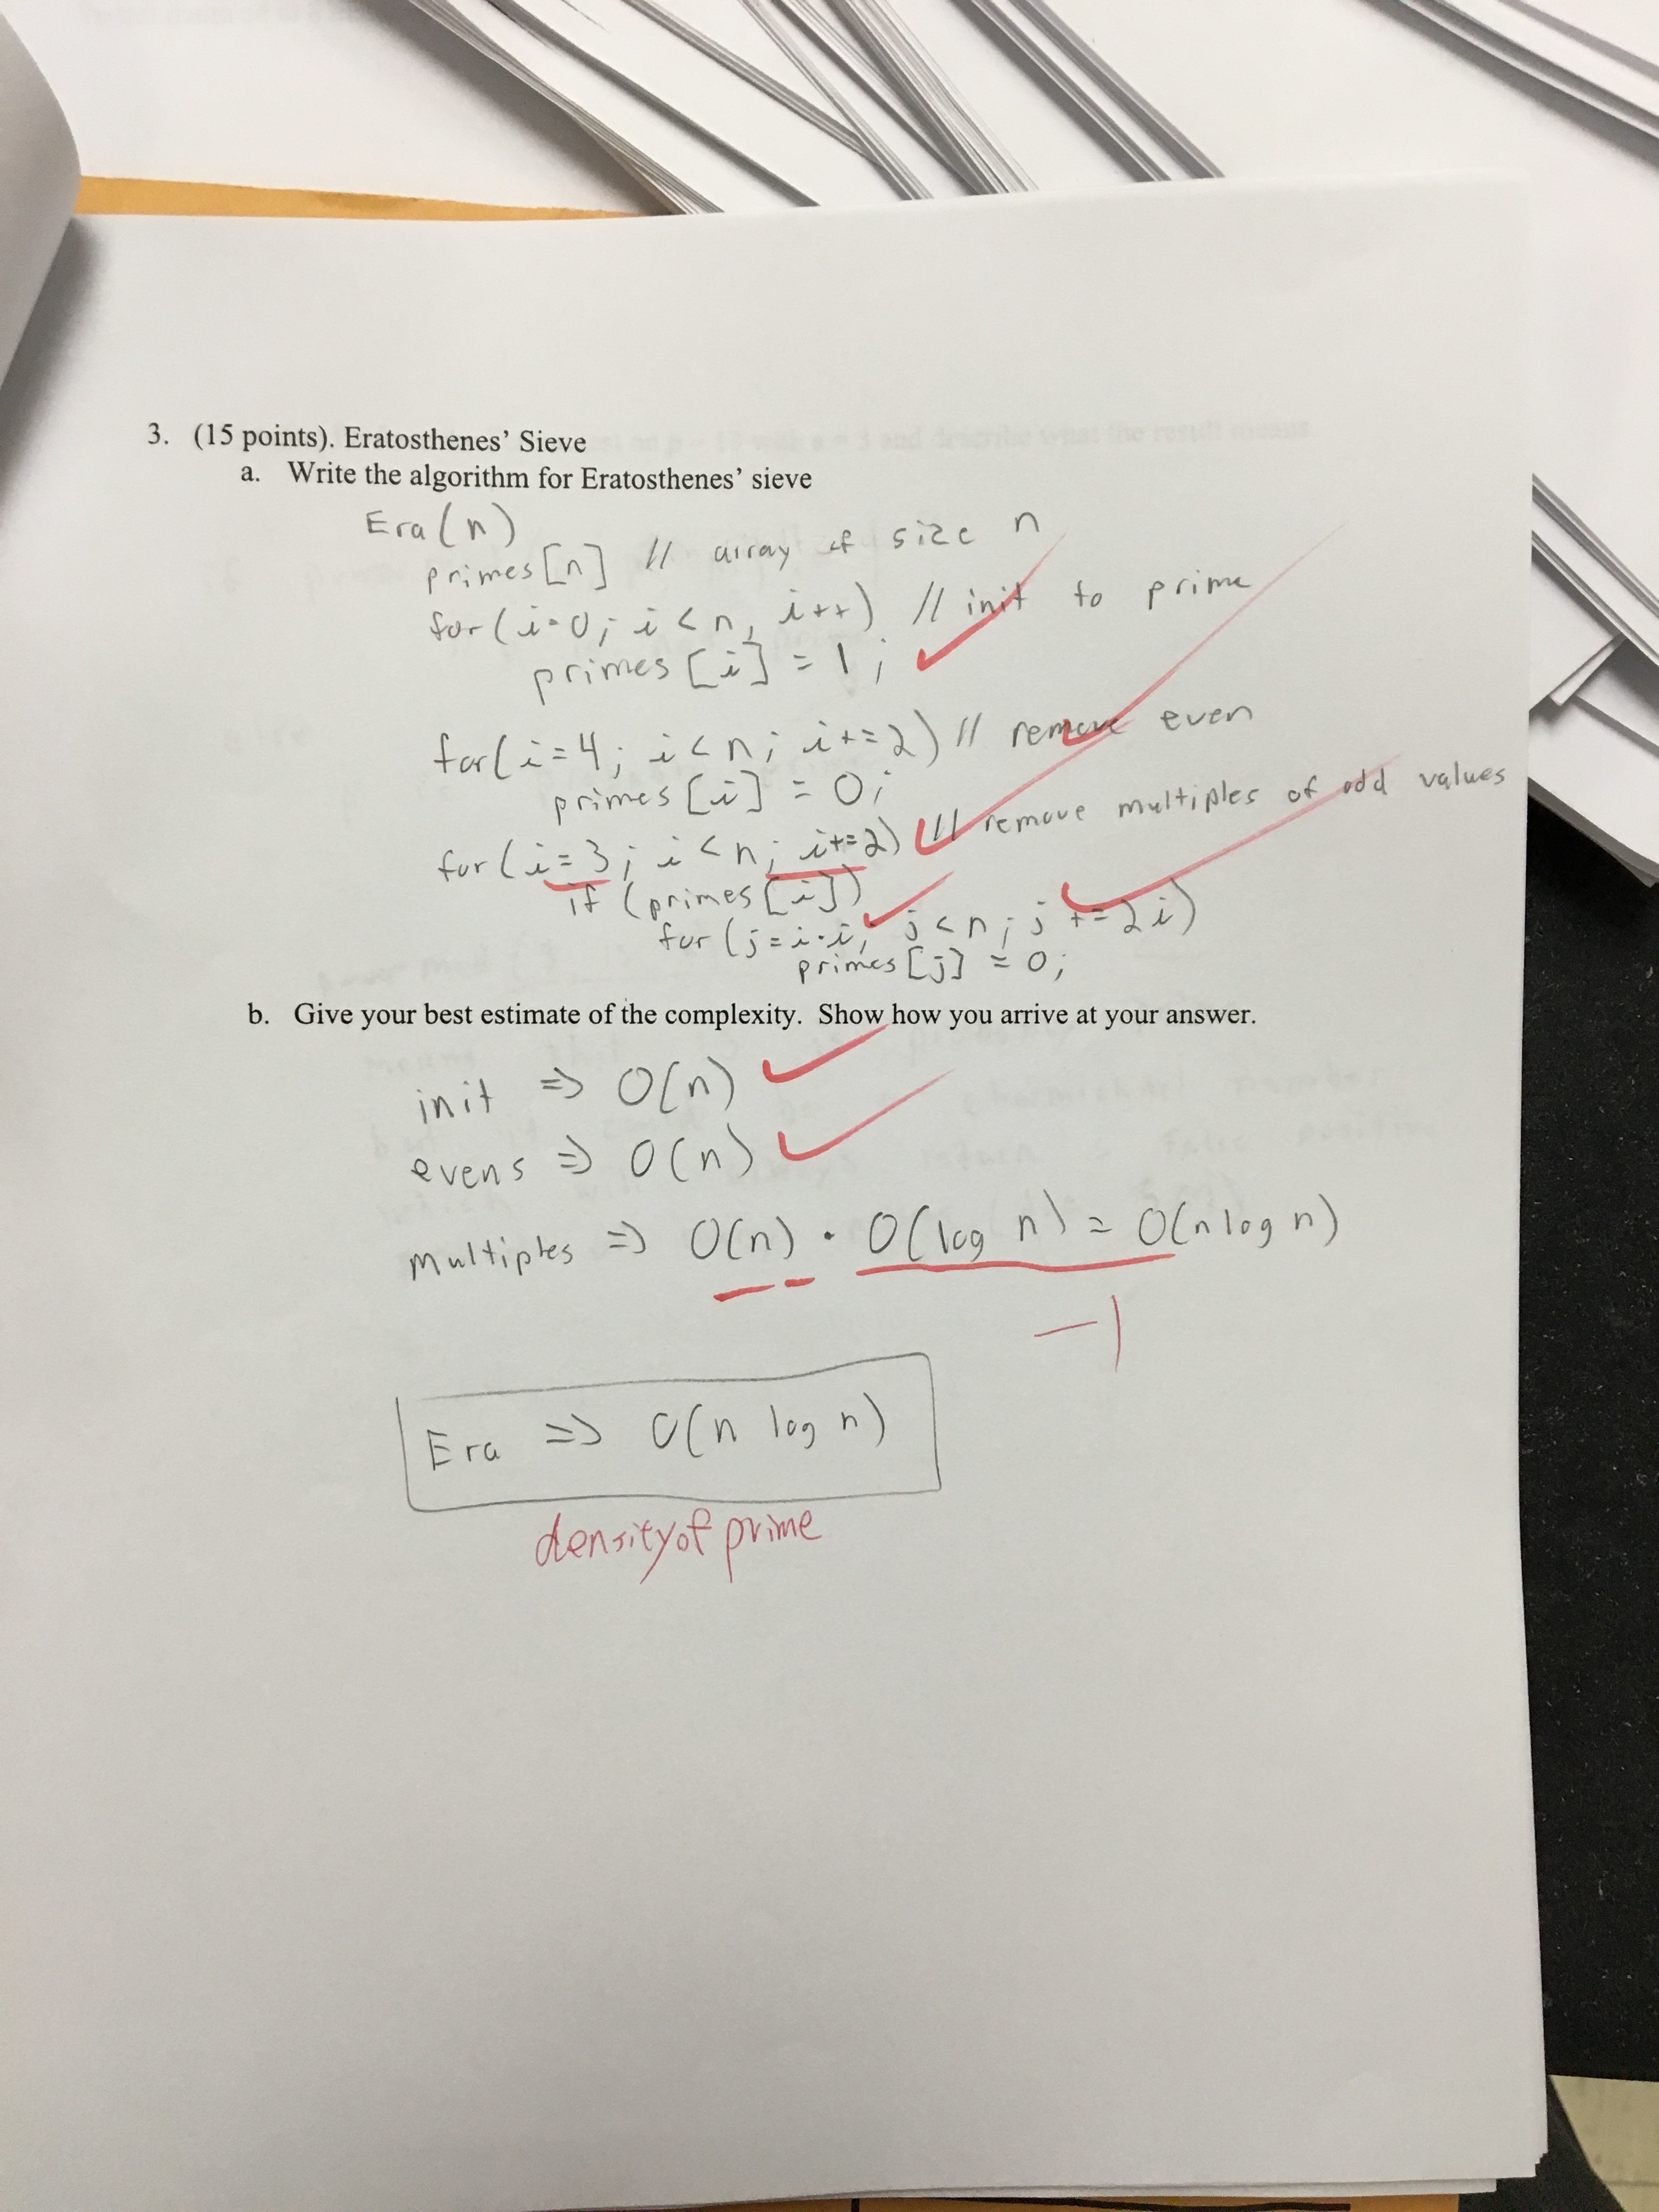 3. (15 points). Eratosthenes’ Sieve
a. Write the algorithm for Eratosthenes’ sieve
Era(n)
primes[n] // array of size n
for(i=0; i<n, i++) // init to prime
primes[i] = 1;
for(i=4; i<n; i+=2) // remove even
primes[i] = 0;
for(i=3; i<n; i+=2) // remove multiples of odd values
if (primes[i])
for(j=i·i; j<n; j+=2i)
primes[j] = 0;
b. Give your best estimate of the complexity. Show how you arrive at your answer.
init => O(n)
evens => O(n)
multiples => O(n) · O(log n) = O(n log n)
-1
Era => O(n log n)
density of prime